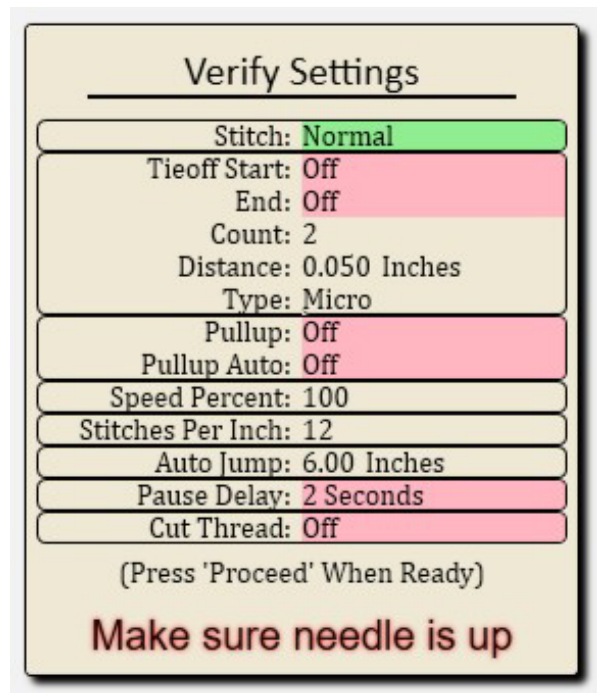 Verify Settings
Stitch: Normal
Tieoff Start: Off
End: Off
Count: 2
Distance: 0.050 Inches
Type: Micro
Pullup: Off
Pullup Auto: Off
Speed Percent: 100
Stitches Per Inch: 12
Auto Jump: 6.00 Inches
Pause Delay: 2 Seconds
Cut Thread: Off
(Press 'Proceed' When Ready)
Make sure needle is up